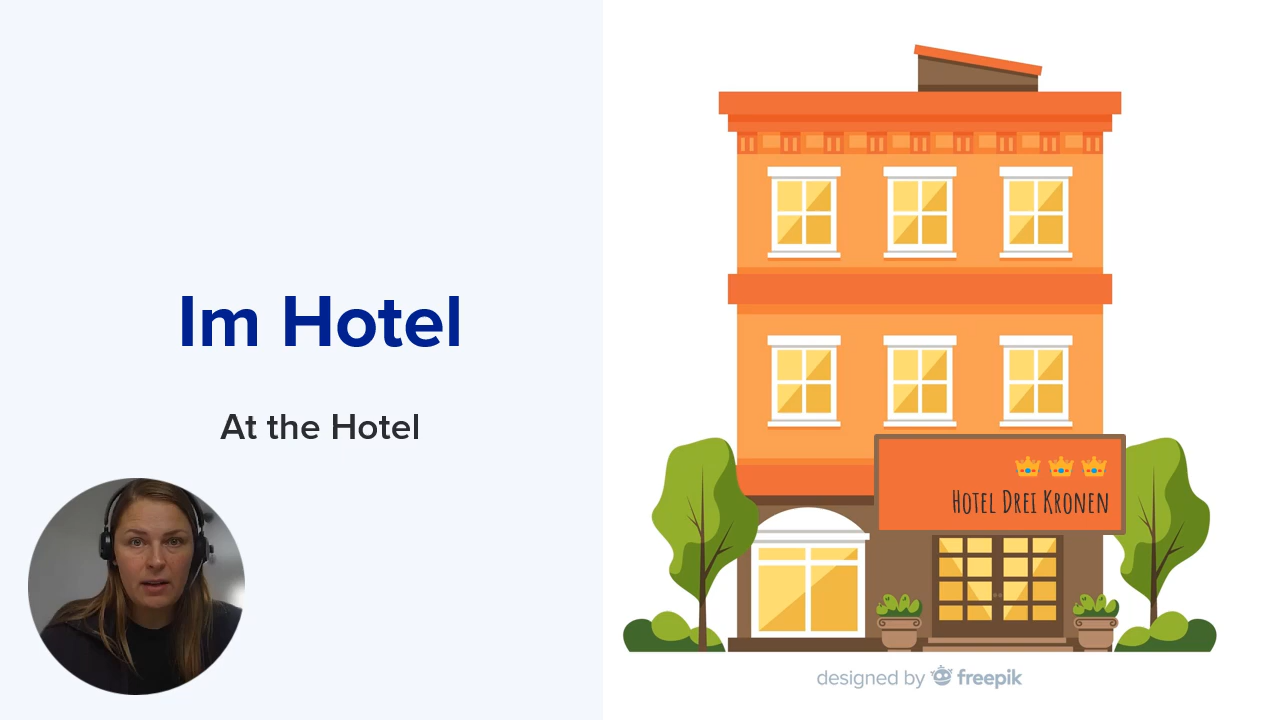 Im Hotel
At the Hotel
Hotel Drei Kronen
designed by freepik